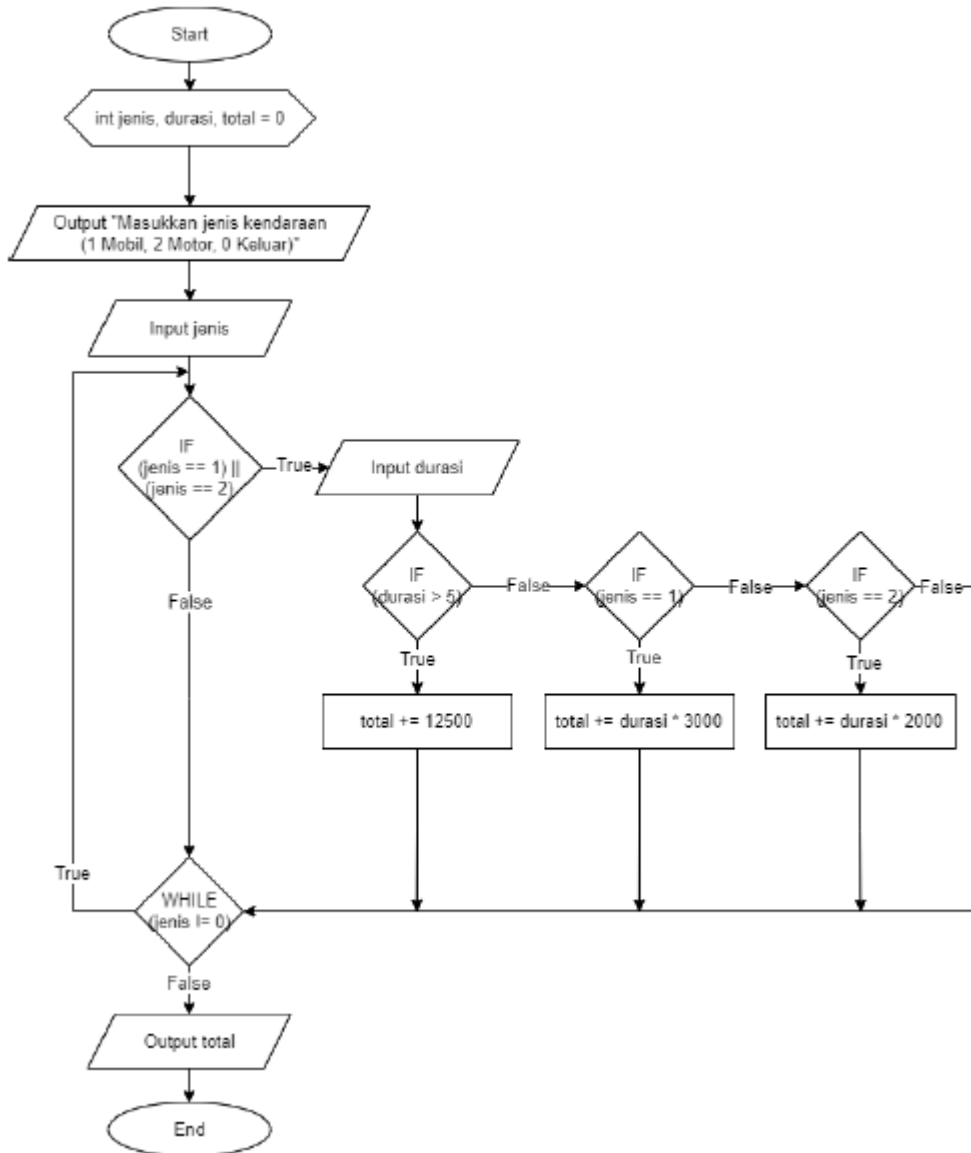 Start
int jenis, durasi, total = 0
Output "Masukkan jenis kendaraan
(1 Mobil, 2 Motor, 0 Keluar)"
Input jenis
IF
(jenis == 1) ||
(jenis == 2)
True
Input durasi
False
IF
(durasi > 5)
False
IF
(jenis == 1)
False
IF
(jenis == 2)
False
True
True
True
total += 12500
total += durasi * 3000
total += durasi * 2000
True
WHILE
(jenis != 0)
False
Output total
End